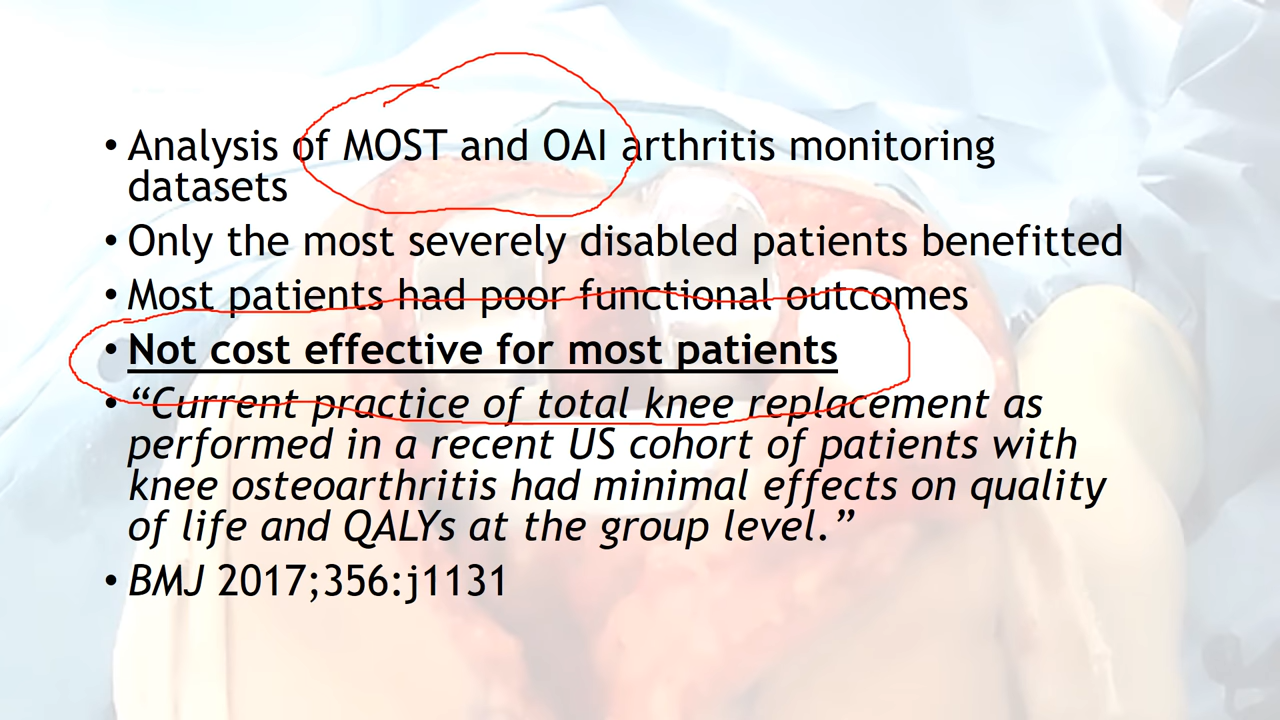 • Analysis of MOST and OAI arthritis monitoring
datasets
• Only the most severely disabled patients benefitted
• Most patients had poor functional outcomes
• Not cost effective for most patients
• “Current practice of total knee replacement as
performed in a recent US cohort of patients with
knee osteoarthritis had minimal effects on quality
of life and QALYs at the group level.”
• BMJ 2017;356:j1131